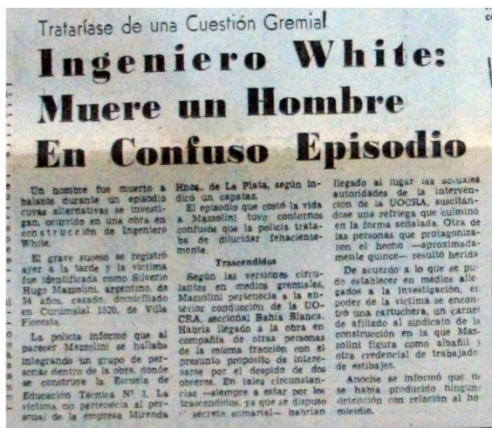 Trataríase de una Cuestión Gremial
Ingeniero White:
Muere un Hombre
En Confuso Episodio
Un hombre fue muerto a
balazos durante un episodio
cuyas alternativas se investi-
gan, ocurrido en una obra en
construcción de Ingeniero
White.
El grave suceso se registró
ayer a la tarde y la víctima
fue identificada como Silverio
Hugo Mazzolini, argentino, de
34 años, casado, domiciliado
en Curumalal 1520, de Villa
Floresta.
La policía informó que al
parecer Mazzolini se hallaba
integrando un grupo de per-
sonas dentro de la obra, donde
se construye la Escuela de
Educación Técnica Nº 1. La
víctima no pertenecía al per-
sonal de la empresa Mirenda
Hnos. de La Plata, según in-
dicó un capataz.
El episodio que costó la vida
a Mazzolini tuvo contornos
confusos que la policía trata-
ba de dilucidar fehaciente-
mente.
Trascendidos
Según las versiones circu-
lantes en medios gremiales,
Mazzolini pertenecía a la an-
terior conducción de la UO-
CRA, seccional Bahía Blanca.
Habría llegado a la obra en
compañía de otras personas
de la misma fracción con el
presunto propósito de intere-
sarse por el despido de dos
obreros. En tales circunstan-
cias —siempre a estar por los
trascendidos, ya que se dispuso
secreto sumarial— habrían
llegado al lugar las actuales
autoridades de la interven-
ción de la UOCRA, suscitán-
dose una refriega que culminó
en la forma señalada. Otra de
las personas que protagoniza-
ron el hecho —aproximada-
mente quince— resultó herida
De acuerdo a lo que se pu-
do establecer en medios alle-
gados a la investigación, en
poder de la víctima se encon-
tró una cartuchera, un carnet
de afiliado al sindicato de la
construcción en la que Maz-
zolini figura como albañil y
otra credencial de trabajador
de estibajes.
Anoche se informó que no
se había producido ninguna
detención con relación al ho-
micidio.